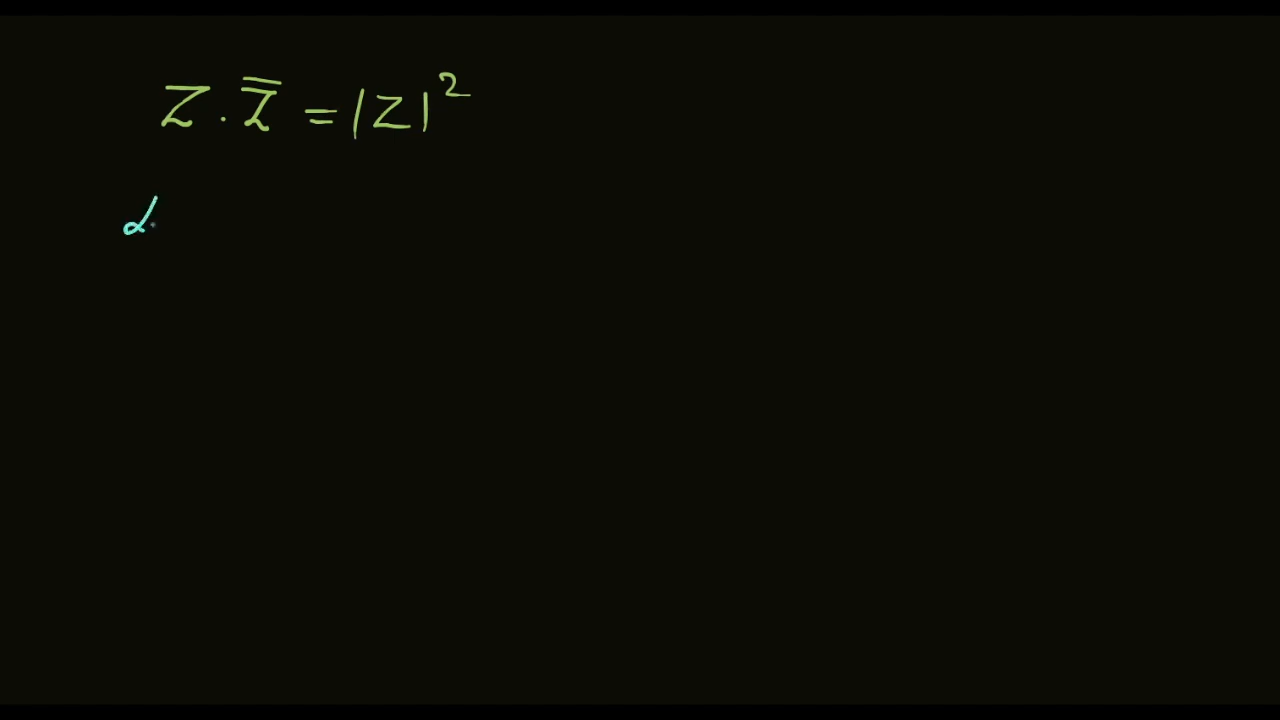 z · z̅ = |z|²